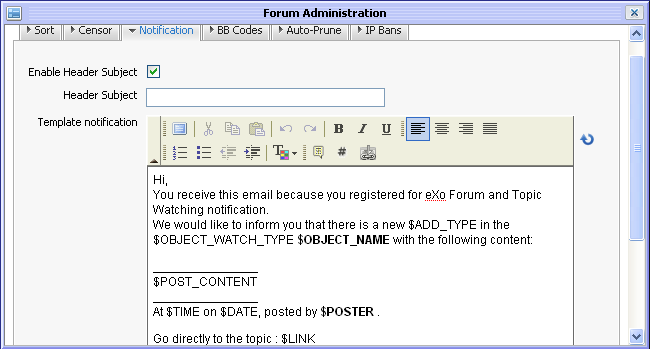 Forum Administration
Sort Censor Notification BB Codes Auto-Prune IP Bans
Enable Header Subject
Header Subject
Template notification
B I U
T #
Hi,
You receive this email because you registered for eXo Forum and Topic
Watching notification.
We would like to inform you that there is a new $ADD_TYPE in the
$OBJECT_WATCH_TYPE $OBJECT_NAME with the following content:
$POST_CONTENT
At $TIME on $DATE, posted by $POSTER .
Go directly to the topic : $LINK